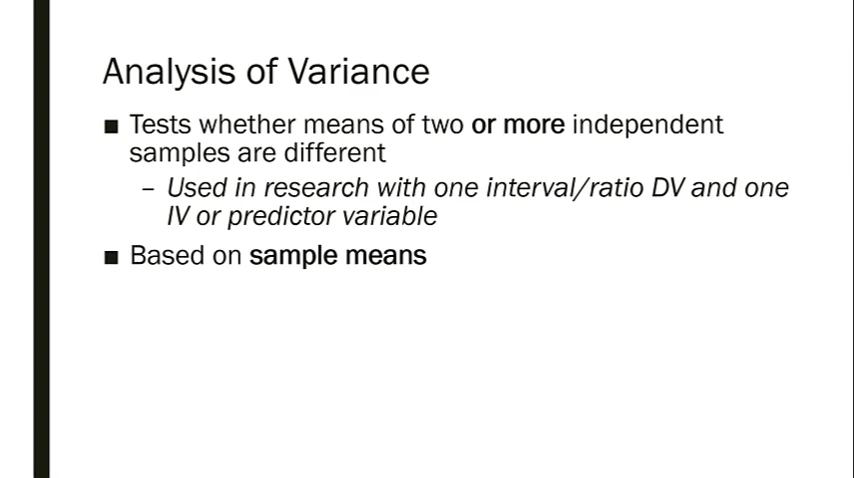 Analysis of Variance
■ Tests whether means of two or more independent
samples are different
– Used in research with one interval/ratio DV and one
IV or predictor variable
■ Based on sample means